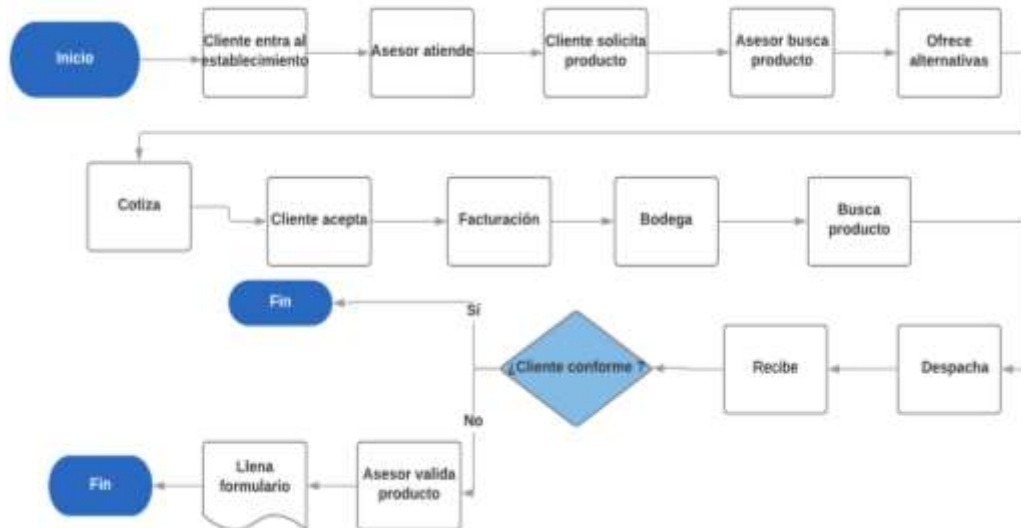 Inicio
Cliente entra al
establecimiento
Asesor atiende
Cliente solicita
producto
Asesor busca
producto
Ofrece
alternativas
Cotiza
Cliente acepta
Facturación
Bodega
Busca
producto
Fin
Sí
¿Cliente conforme ?
Recibe
Despacha
No
Fin
Llena
formulario
Asesor valida
producto